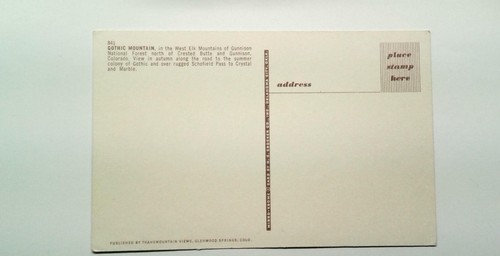 GOTHIC MOUNTAIN, in the West Elk Mountains of Gunnison
National Forest north of Crested Butte and Gunnison,
Colorado. View in autumn along the road to the summer
colony of Gothic and over rugged Schofield Pass to Crystal
and Marble.
place
stamp
here
address
PUBLISHED BY TRANSMOUNTAIN VIEWS, GLENWOOD SPRINGS, COLO.